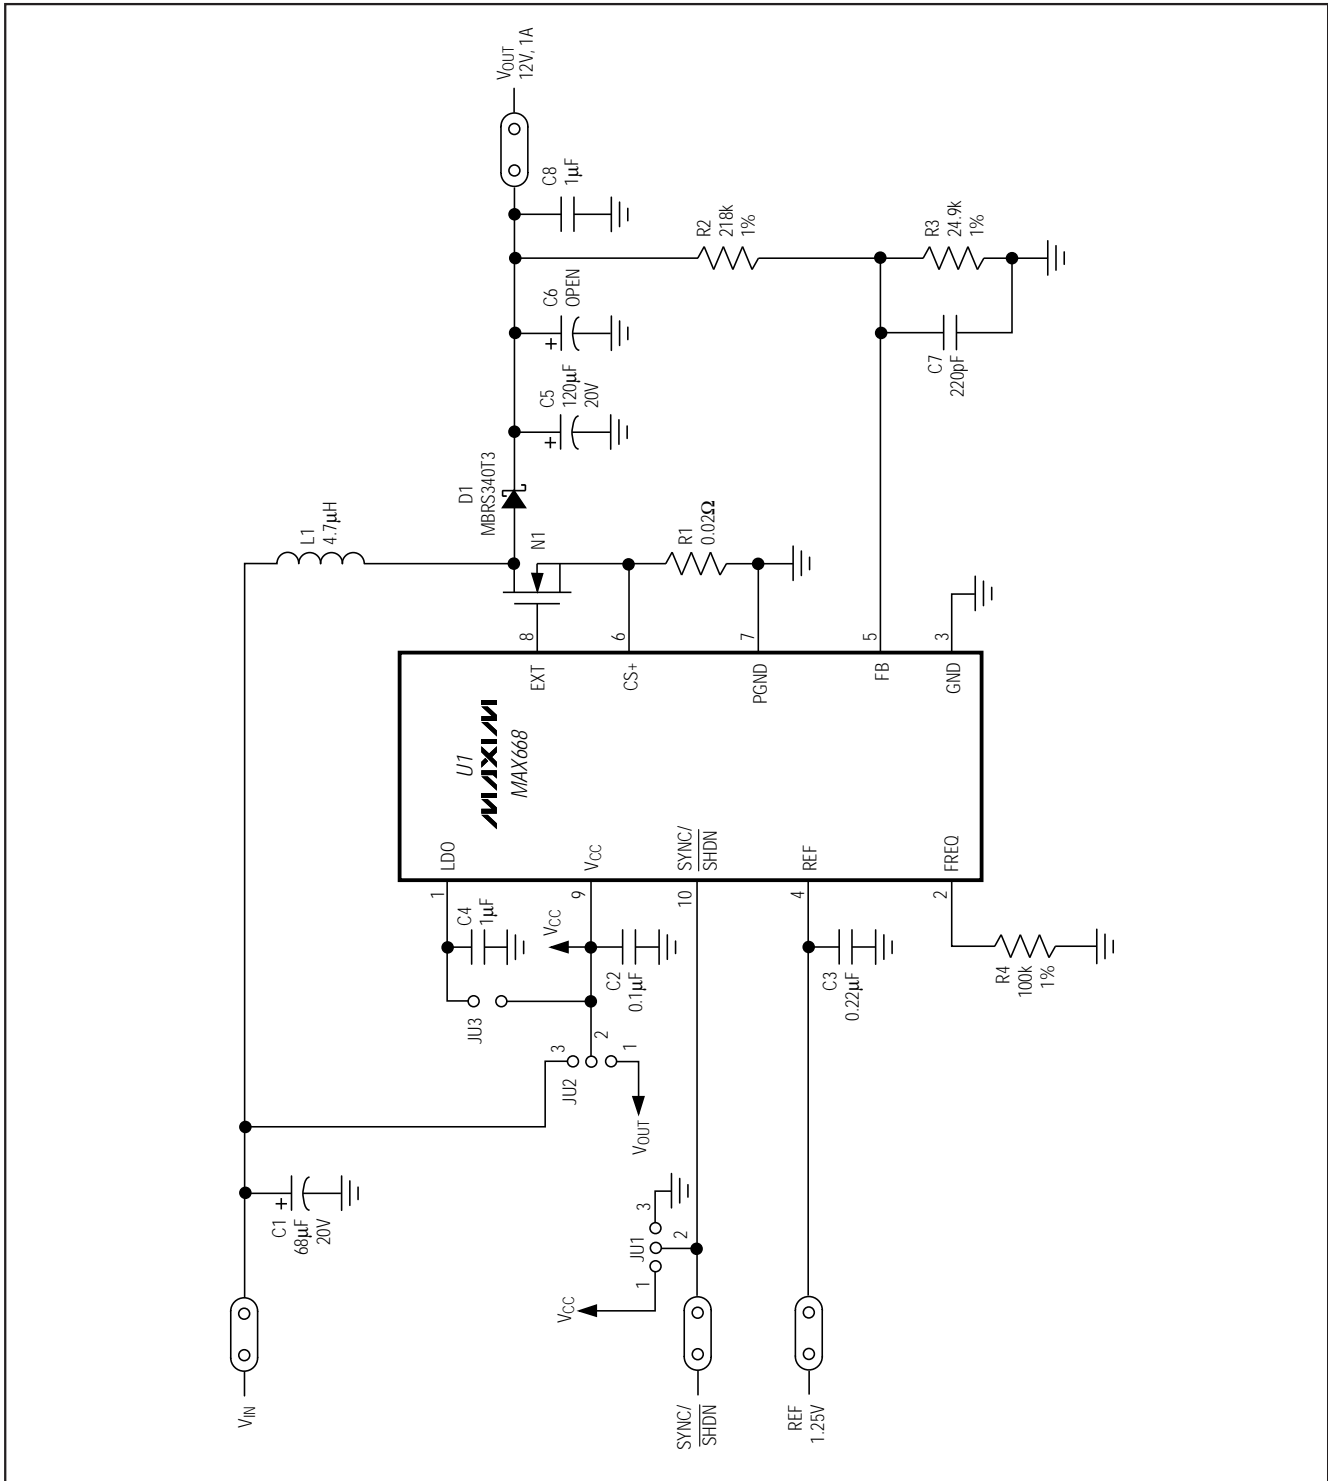 VIN
C1
68μF
20V
L1
4.7μH
D1
MBRS340T3
N1
C5
120μF
20V
C6
OPEN
C8
1μF
VOUT
12V, 1A
R2
218k
1%
R3
24.9k
1%
C7
220pF
R1
0.02Ω
U1
MAXIM
MAX668
LDO
VCC
SYNC/
SHDN
REF
FREQ
EXT
CS+
PGND
FB
GND
1
9
10
4
2
8
6
7
5
3
C4
1μF
VCC
C2
0.1μF
JU3
JU2
3
2
1
VOUT
VCC
JU1
1
2
3
C3
0.22μF
R4
100k
1%
SYNC/
SHDN
REF
1.25V
+
+
+